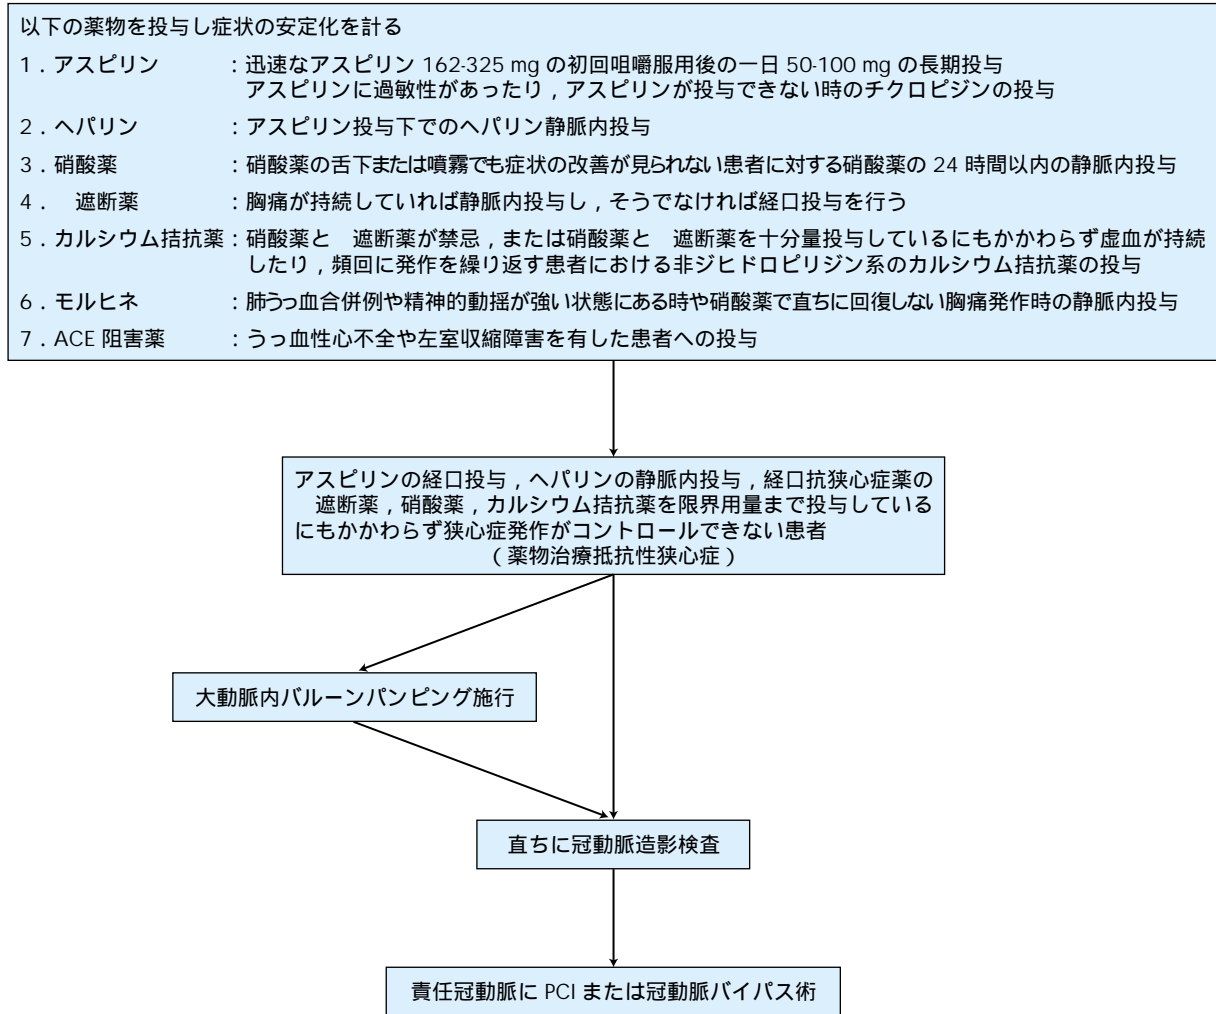 以下の薬物を投与し症状の安定化を計る
1．アスピリン　：迅速なアスピリン 162-325 mg の初回咀嚼服用後の一日 50-100 mg の長期投与
アスピリンに過敏性があったり，アスピリンが投与できない時のチクロピジンの投与
2．ヘパリン　：アスピリン投与下でのヘパリン静脈内投与
3．硝酸薬　：硝酸薬の舌下または噴霧でも症状の改善が見られない患者に対する硝酸薬の 24 時間以内の静脈内投与
4．　遮断薬　：胸痛が持続していれば静脈内投与し，そうでなければ経口投与を行う
5．カルシウム拮抗薬：硝酸薬と　遮断薬が禁忌，または硝酸薬と　遮断薬を十分量投与しているにもかかわらず虚血が持続
したり，頻回に発作を繰り返す患者における非ジヒドロピリジン系のカルシウム拮抗薬の投与
6．モルヒネ　：肺うっ血合併例や精神的動揺が強い状態にある時や硝酸薬で直ちに回復しない胸痛発作時の静脈内投与
7．ACE 阻害薬　：うっ血性心不全や左室収縮障害を有した患者への投与
アスピリンの経口投与，ヘパリンの静脈内投与，経口抗狭心症薬の
　遮断薬，硝酸薬，カルシウム拮抗薬を限界用量まで投与している
にもかかわらず狭心症発作がコントロールできない患者
（薬物治療抵抗性狭心症）
大動脈内バルーンパンピング施行
直ちに冠動脈造影検査
責任冠動脈に PCI または冠動脈バイパス術